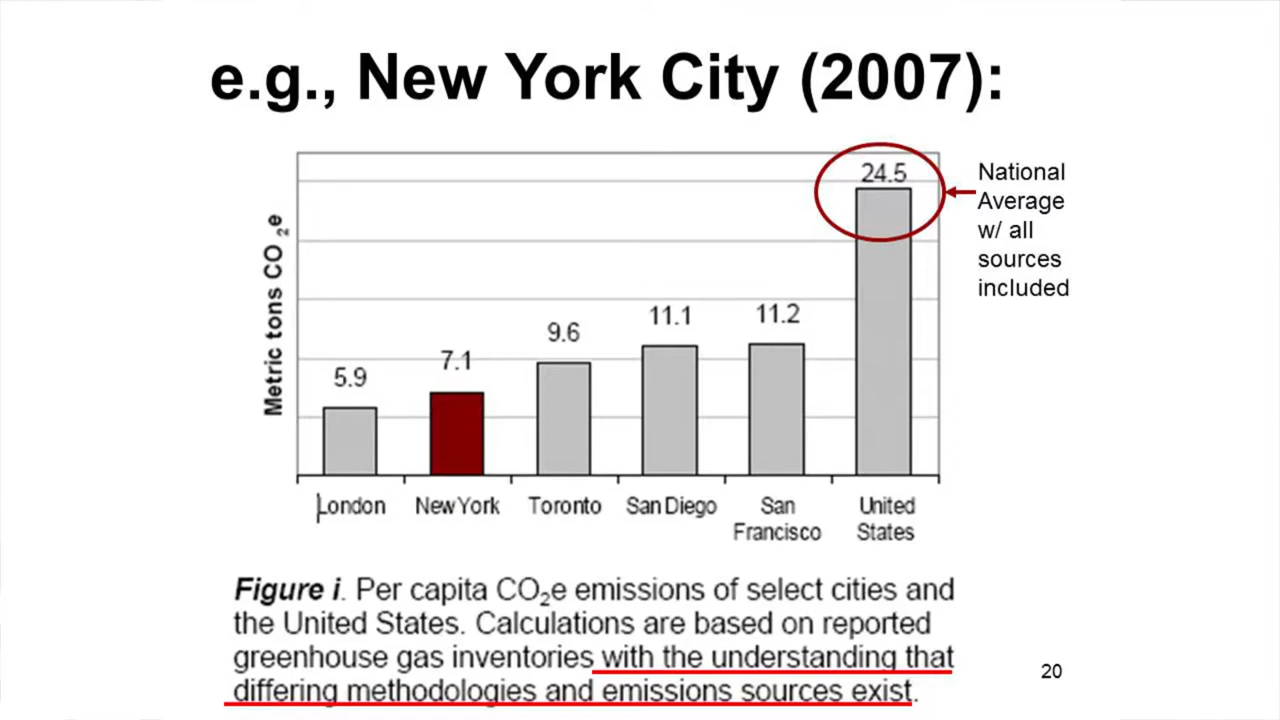 e.g., New York City (2007):
24.5
National
Average
w/ all
sources
included
Metric tons CO₂e
5.9
7.1
9.6
11.1
11.2
London
New York
Toronto
San Diego
San
Francisco
United
States
Figure i. Per capita CO₂e emissions of select cities and
the United States. Calculations are based on reported
greenhouse gas inventories with the understanding that
differing methodologies and emissions sources exist.
20